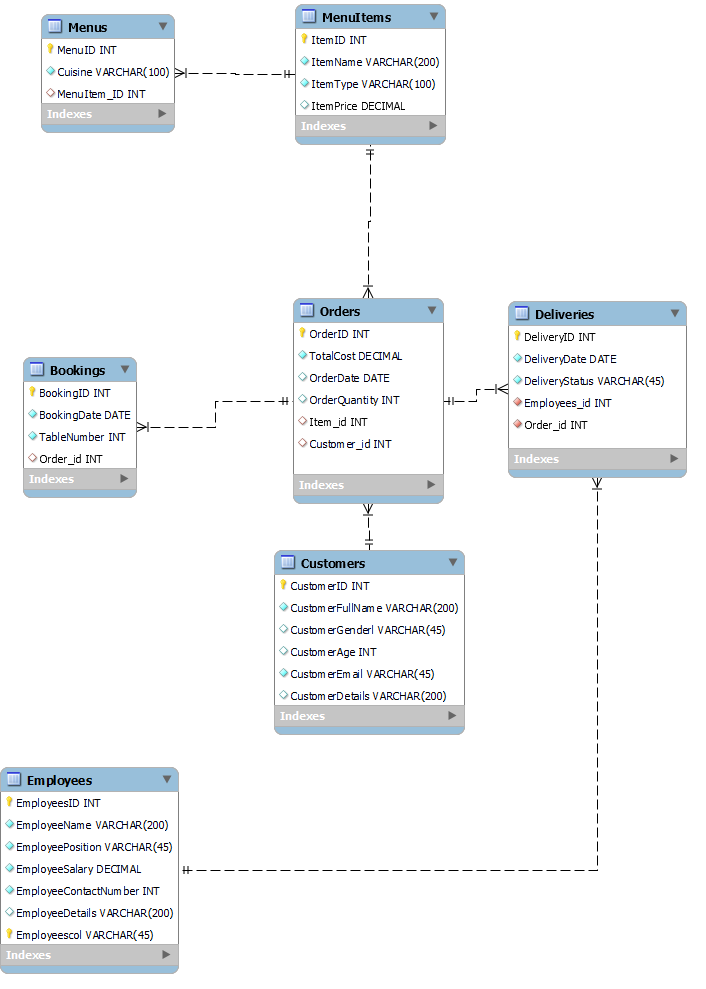 Menus
MenuID INT
Cuisine VARCHAR(100)
MenuItem_ID INT
Indexes
MenuItems
ItemID INT
ItemName VARCHAR(200)
ItemType VARCHAR(100)
ItemPrice DECIMAL
Indexes
Orders
OrderID INT
TotalCost DECIMAL
OrderDate DATE
OrderQuantity INT
Item_id INT
Customer_id INT
Indexes
Deliveries
DeliveryID INT
DeliveryDate DATE
DeliveryStatus VARCHAR(45)
Employees_id INT
Order_id INT
Indexes
Bookings
BookingID INT
BookingDate DATE
TableNumber INT
Order_id INT
Indexes
Customers
CustomerID INT
CustomerFullName VARCHAR(200)
CustomerGenderl VARCHAR(45)
CustomerAge INT
CustomerEmail VARCHAR(45)
CustomerDetails VARCHAR(200)
Indexes
Employees
EmployeesID INT
EmployeeName VARCHAR(200)
EmployeePosition VARCHAR(45)
EmployeeSalary DECIMAL
EmployeeContactNumber INT
EmployeeDetails VARCHAR(200)
Employeescol VARCHAR(45)
Indexes